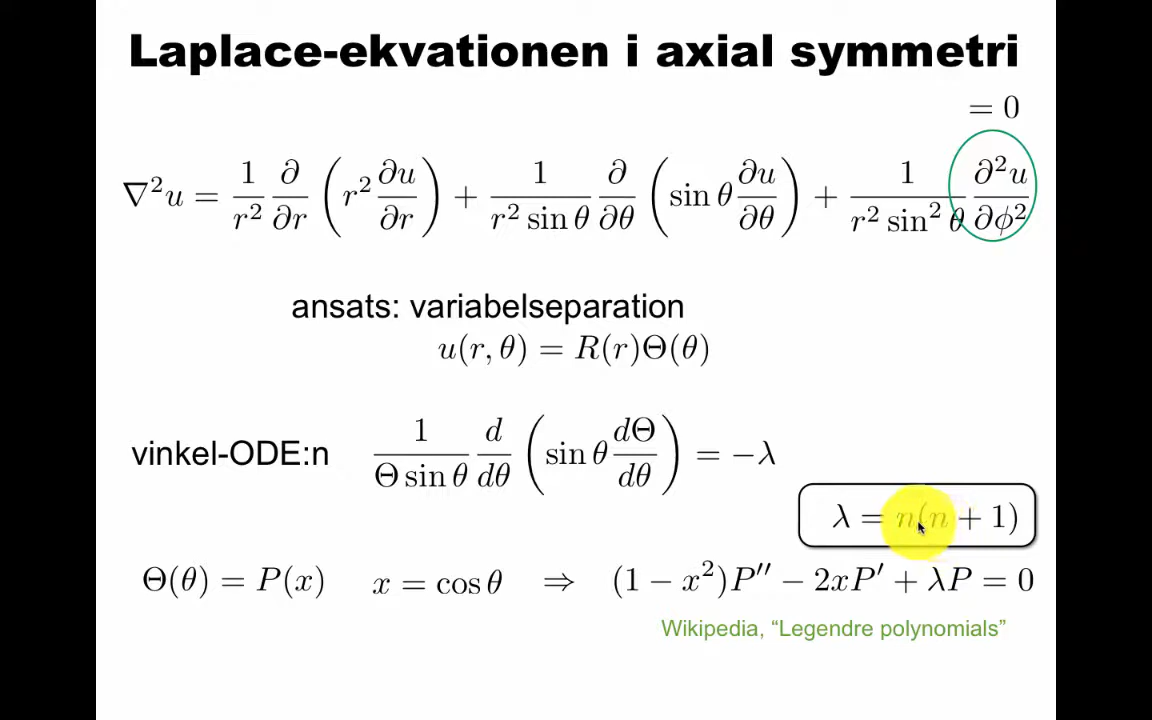 Laplace-ekvationen i axial symmetri
= 0
∇²u = 1/r² ∂/∂r (r² ∂u/∂r) + 1/(r² sin θ) ∂/∂θ (sin θ ∂u/∂θ) + 1/(r² sin² θ) ∂²u/∂ϕ²
ansats: variabelseparation
u(r, θ) = R(r)Θ(θ)
vinkel-ODE:n 1/(Θ sin θ) d/dθ (sin θ dΘ/dθ) = −λ
λ = n(n + 1)
Θ(θ) = P(x) x = cos θ ⇒ (1 − x²)P′′ − 2xP′ + λP = 0
Wikipedia, “Legendre polynomials”